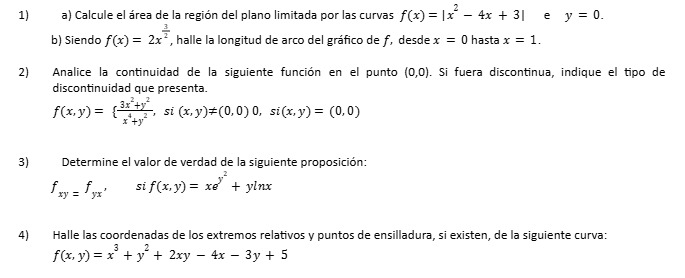 1) a) Calcule el área de la región del plano limitada por las curvas f(x) = |x² − 4x + 3| e y = 0.
b) Siendo f(x) = 2x^(3/2), halle la longitud de arco del gráfico de f, desde x = 0 hasta x = 1.
2) Analice la continuidad de la siguiente función en el punto (0,0). Si fuera discontinua, indique el tipo de
discontinuidad que presenta.
f(x, y) = {(3x²+y²)/(x⁴+y²), si (x, y)≠(0, 0) 0, si(x, y) = (0, 0)
3) Determine el valor de verdad de la siguiente proposición:
f_xy = f_yx, si f(x, y) = xe^(y²) + ylnx
4) Halle las coordenadas de los extremos relativos y puntos de ensilladura, si existen, de la siguiente curva:
f(x, y) = x³ + y² + 2xy − 4x − 3y + 5